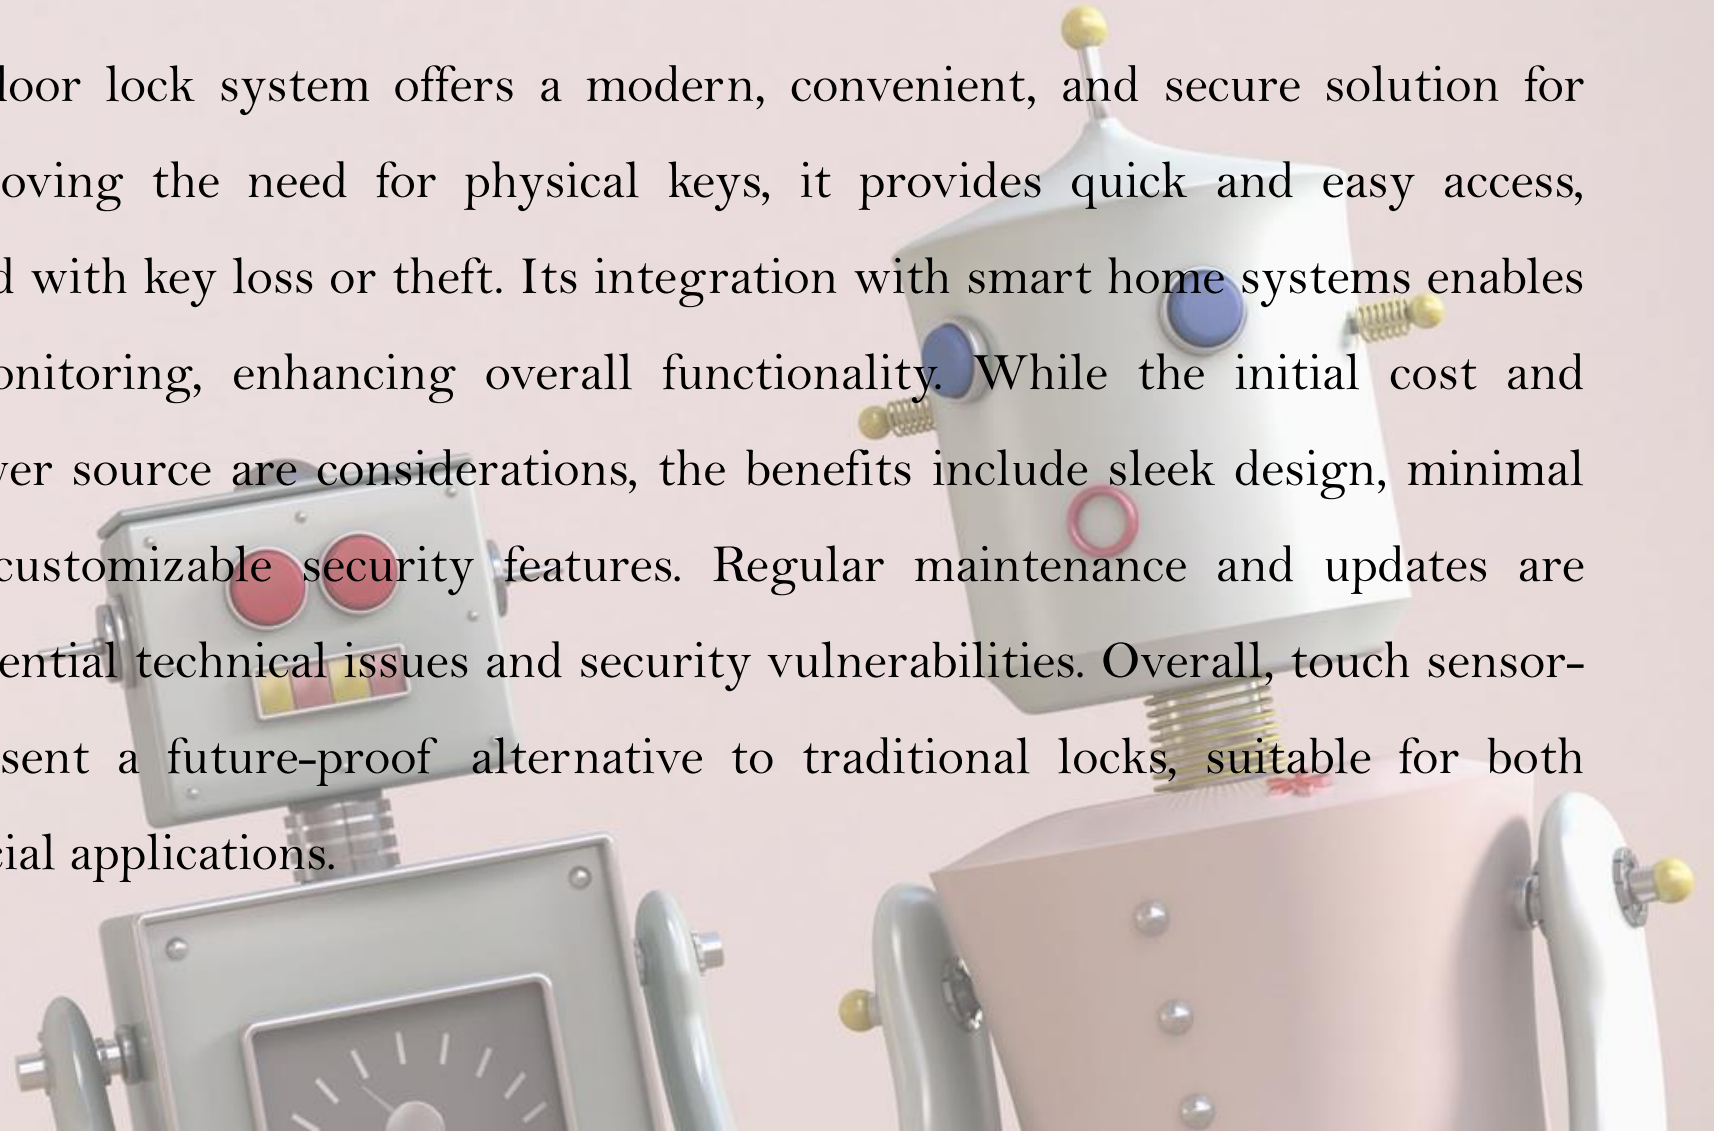 loor lock system offers a modern, convenient, and secure solution for
oving the need for physical keys, it provides quick and easy access,
d with key loss or theft. Its integration with smart home systems enables
onitoring, enhancing overall functionality. While the initial cost and
ver source are considerations, the benefits include sleek design, minimal
customizable security features. Regular maintenance and updates are
ential technical issues and security vulnerabilities. Overall, touch sensor-
sent a future-proof alternative to traditional locks, suitable for both
cial applications.